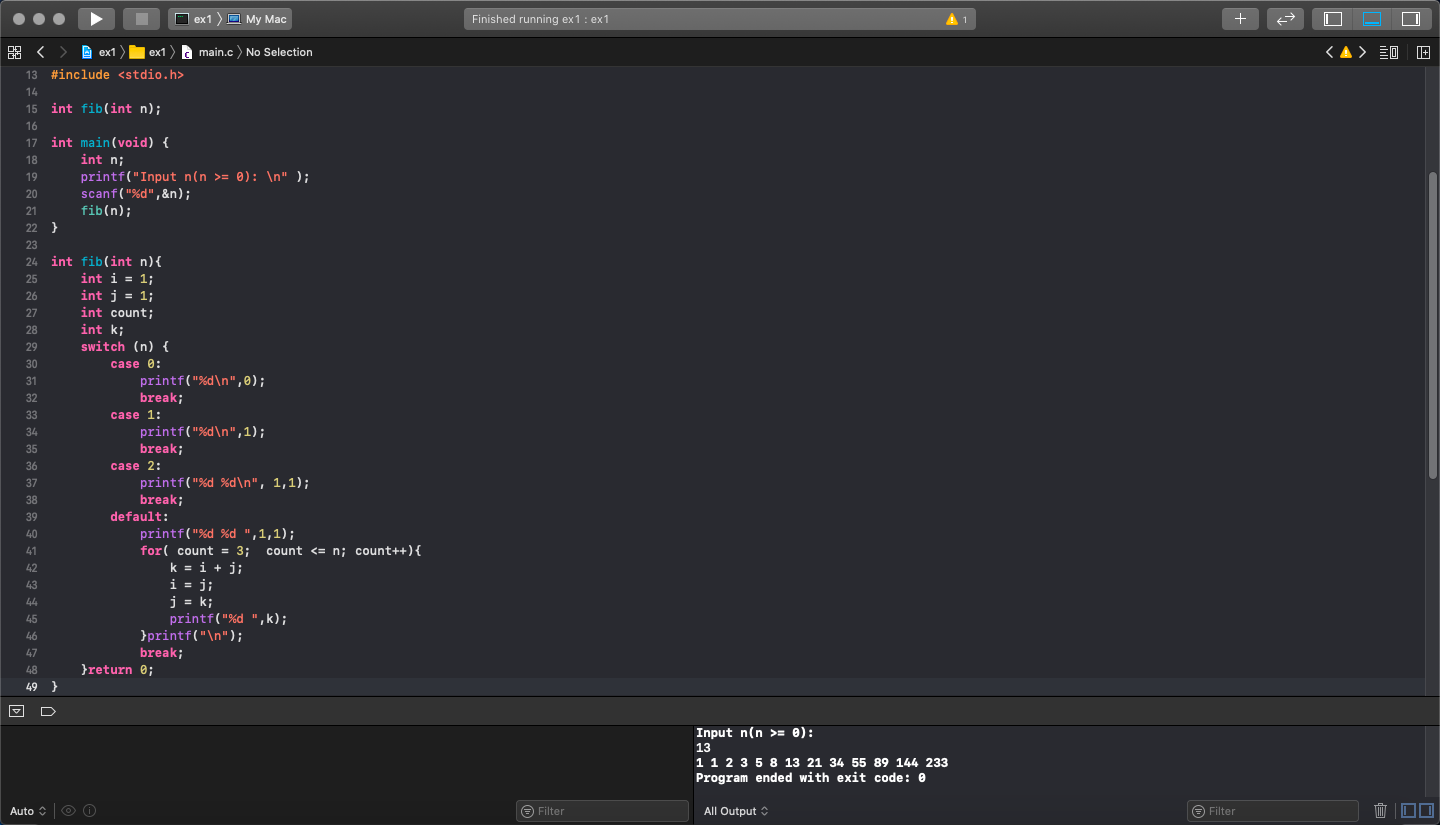 ex1 〉 My Mac
Finished running ex1 : ex1
1
ex1 〉 ex1 〉 main.c 〉 No Selection
13 #include <stdio.h>
14
15 int fib(int n);
16
17 int main(void) {
18     int n;
19     printf("Input n(n >= 0): \n" );
20     scanf("%d",&n);
21     fib(n);
22 }
23
24 int fib(int n){
25     int i = 1;
26     int j = 1;
27     int count;
28     int k;
29     switch (n) {
30         case 0:
31             printf("%d\n",0);
32             break;
33         case 1:
34             printf("%d\n",1);
35             break;
36         case 2:
37             printf("%d %d\n", 1,1);
38             break;
39         default:
40             printf("%d %d ",1,1);
41             for( count = 3;  count <= n; count++){
42                 k = i + j;
43                 i = j;
44                 j = k;
45                 printf("%d ",k);
46             }printf("\n");
47             break;
48     }return 0;
49 }
Input n(n >= 0):
13
1 1 2 3 5 8 13 21 34 55 89 144 233
Program ended with exit code: 0
Auto
Filter
All Output
Filter